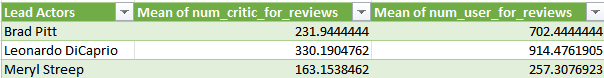 Lead Actors Mean of num_critic_for_reviews Mean of num_user_for_reviews
Brad Pitt 231.9444444 702.4444444
Leonardo DiCaprio 330.1904762 914.4761905
Meryl Streep 163.1538462 257.3076923